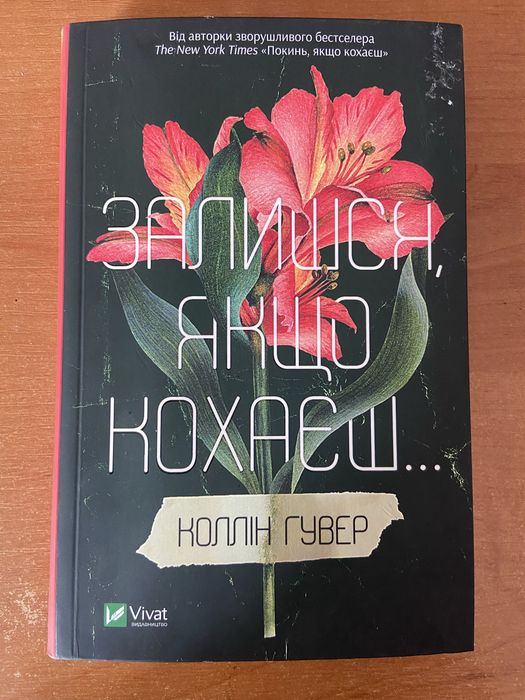 Від авторки зворушливого бестселера
The New York Times «Покинь, якщо кохаєш»
ЗАЛИШСЯ,
ЯКЩО
КОХАЄШ...
КОЛЛІН ГУВЕР
Vivat
видавництво